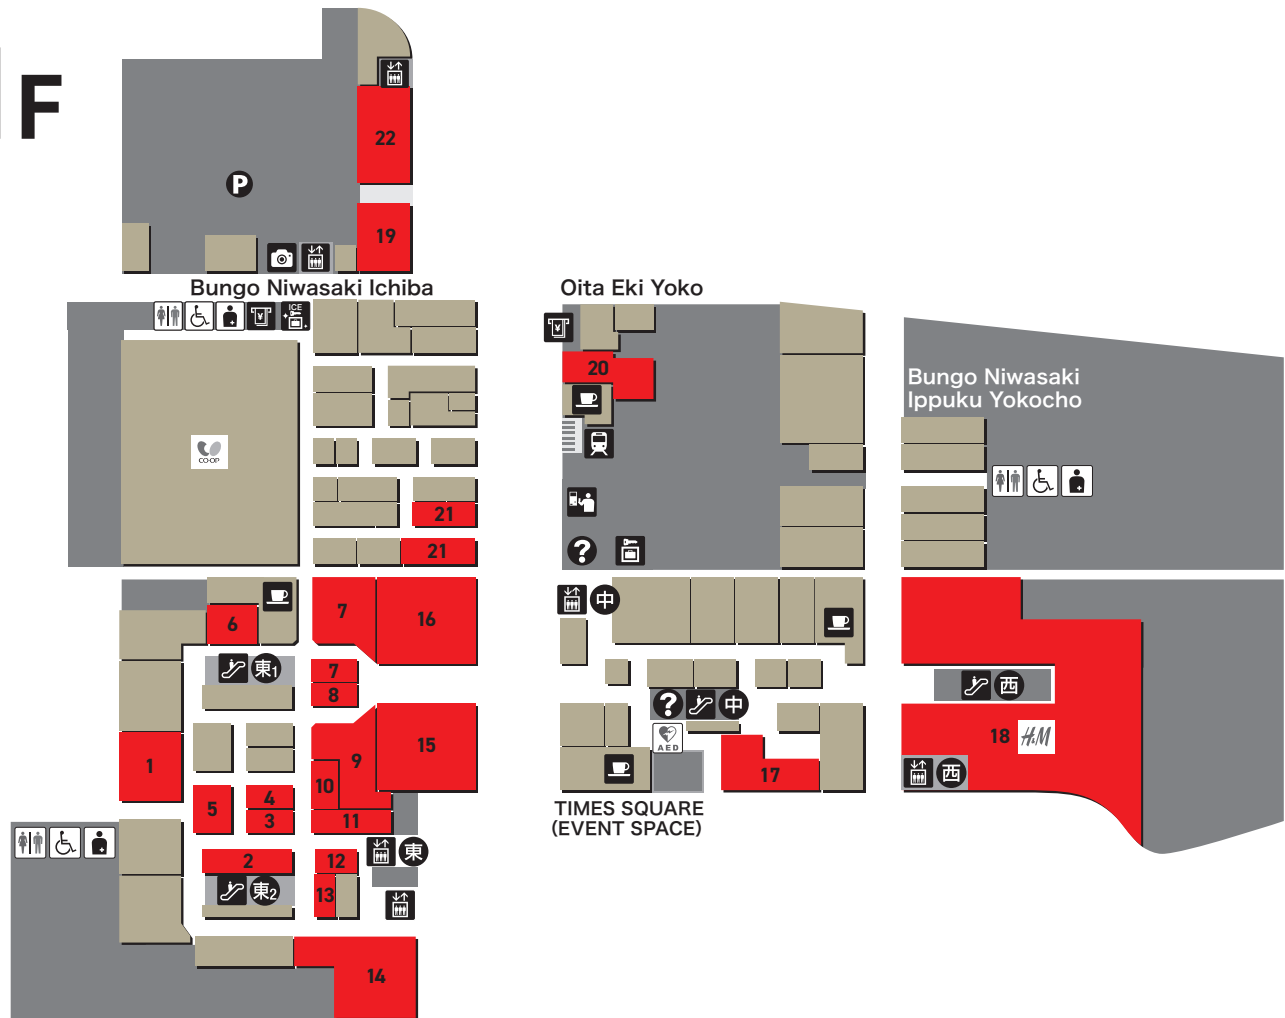 F
22
P
19
Bungo Niwasaki Ichiba
Oita Eki Yoko
ICE
¥
¥
20
Bungo Niwasaki
Ippuku Yokocho
CO·OP
21
?
21
7
16
中
6
東1
7
8
?
中
西
AED
15
9
18
H&M
1
10
17
西
4
5
3
11
TIMES SQUARE
(EVENT SPACE)
東
2
12
東2
13
14